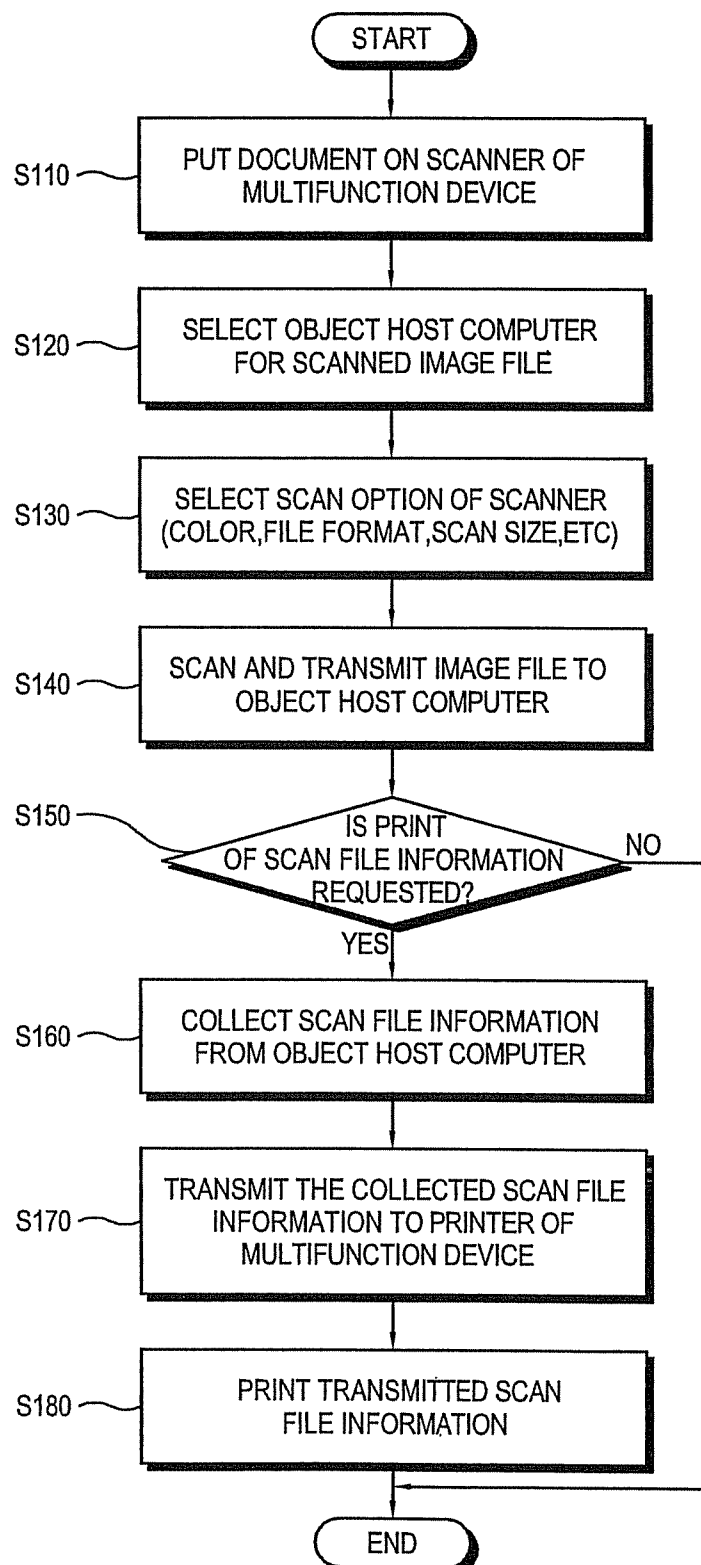 START
S110
PUT DOCUMENT ON SCANNER OF
MULTIFUNCTION DEVICE
S120
SELECT OBJECT HOST COMPUTER
FOR SCANNED IMAGE FILE
S130
SELECT SCAN OPTION OF SCANNER
(COLOR,FILE FORMAT,SCAN SIZE,ETC)
S140
SCAN AND TRANSMIT IMAGE FILE TO
OBJECT HOST COMPUTER
S150
IS PRINT
OF SCAN FILE INFORMATION
REQUESTED?
NO
YES
S160
COLLECT SCAN FILE INFORMATION
FROM OBJECT HOST COMPUTER
S170
TRANSMIT THE COLLECTED SCAN FILE
INFORMATION TO PRINTER OF
MULTIFUNCTION DEVICE
S180
PRINT TRANSMITTED SCAN
FILE INFORMATION
END